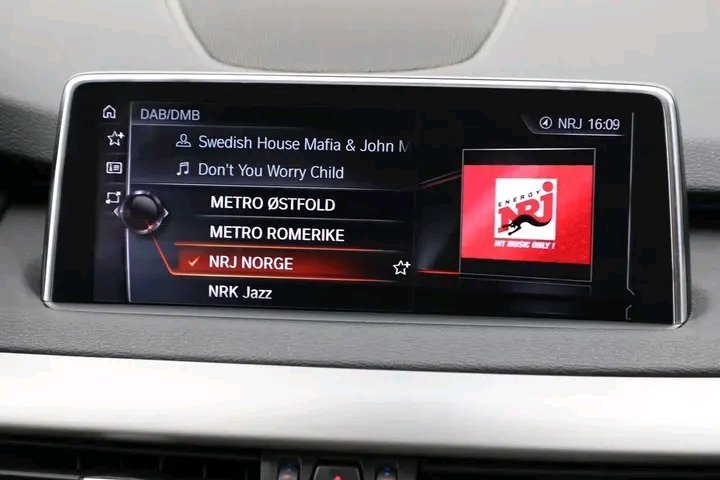 DAB/DMB
NRJ 16:09
Swedish House Mafia & John M
Don't You Worry Child
METRO ØSTFOLD
METRO ROMERIKE
NRJ NORGE
NRK Jazz
ENERGY
NRJ
HIT MUSIC ONLY!